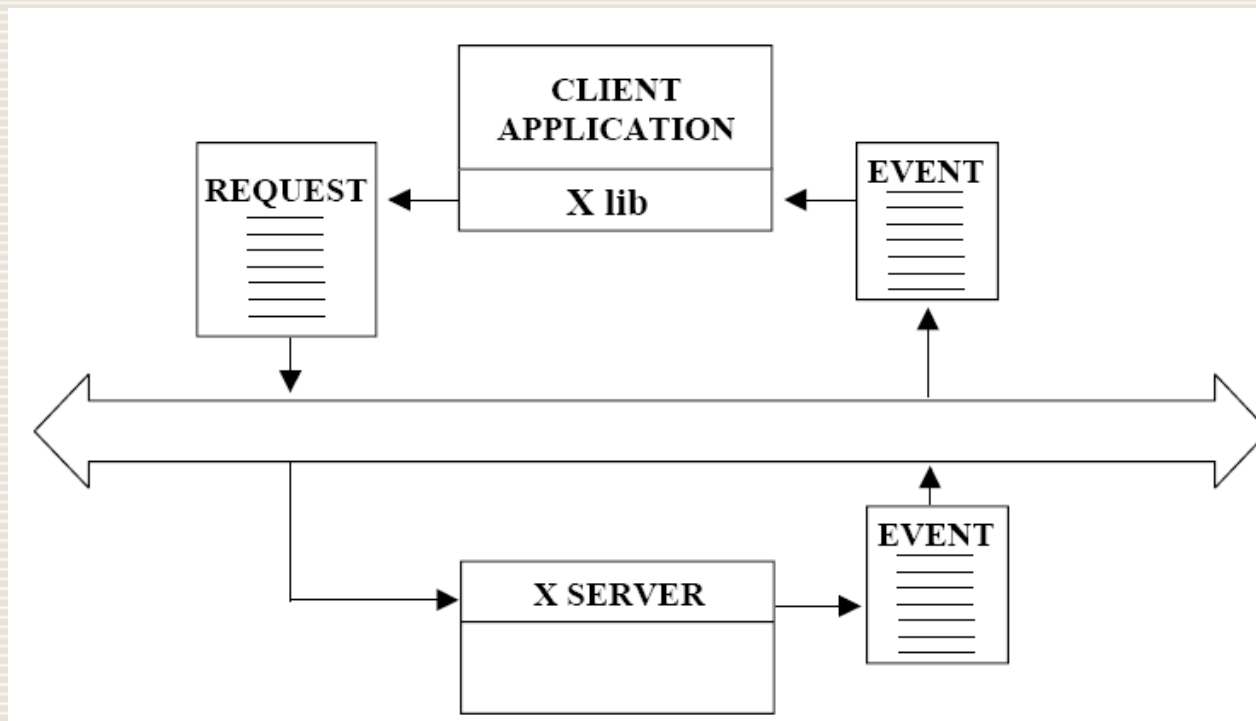 CLIENT
APPLICATION
X lib
REQUEST
EVENT
X SERVER
EVENT